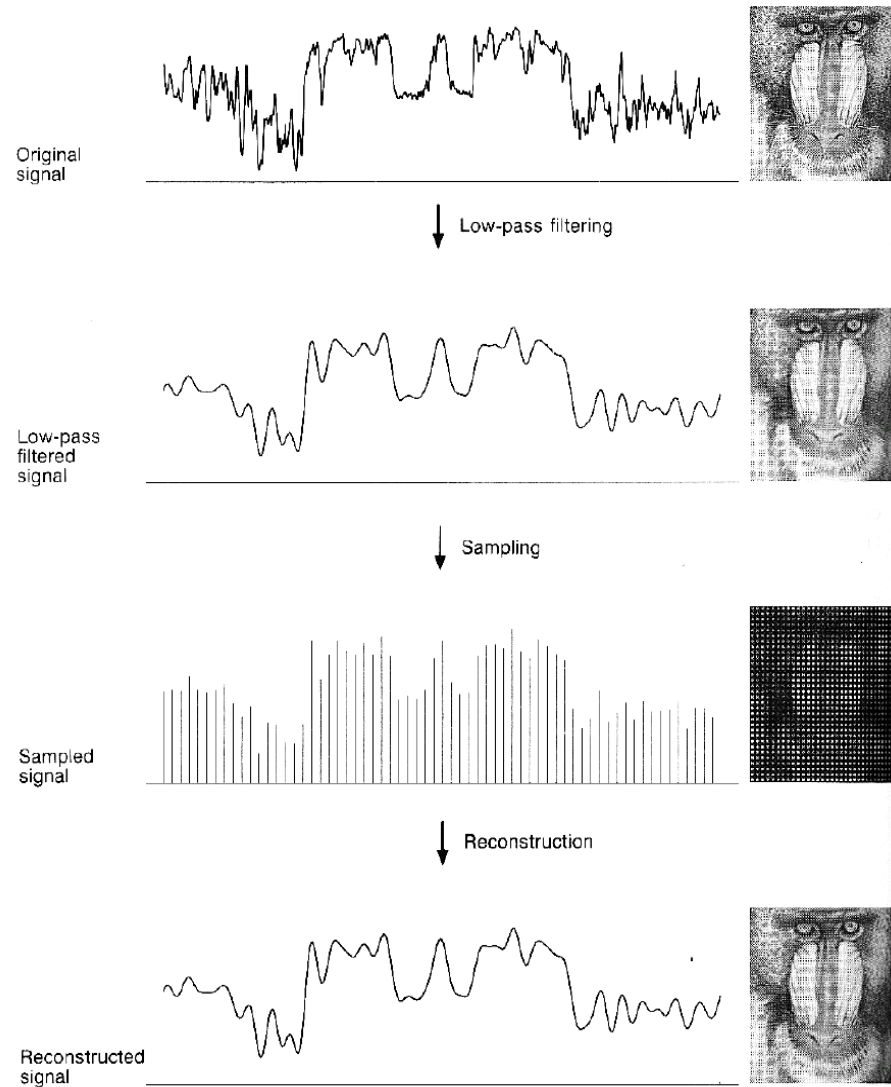 Original
signal
Low-pass filtering
Low-pass
filtered
signal
Sampling
Sampled
signal
Reconstruction
Reconstructed
signal